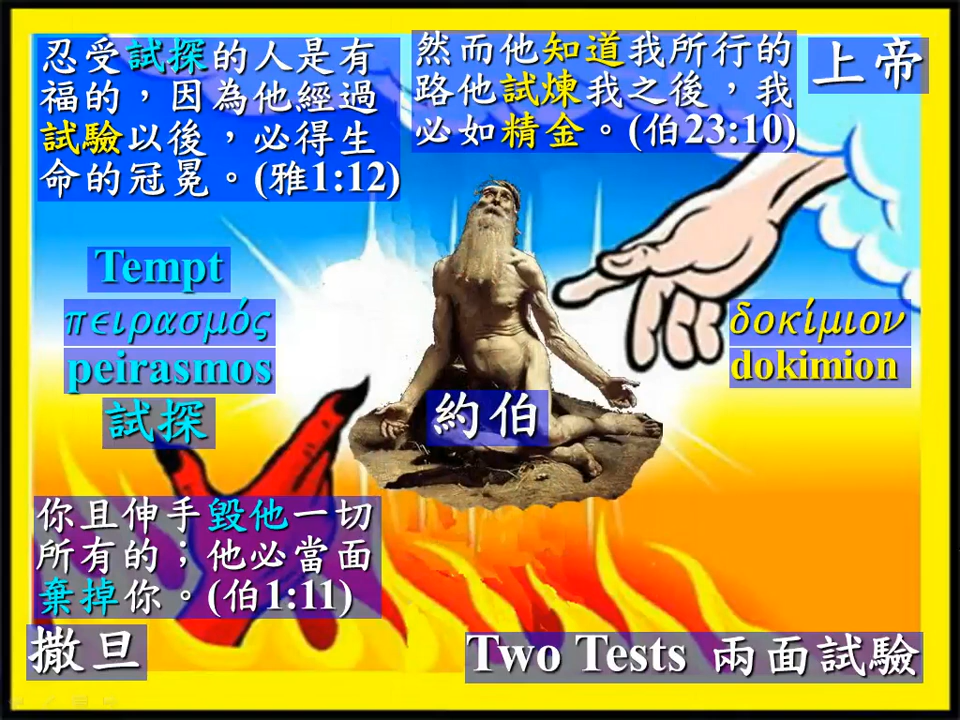 忍受試探的人是有
福的，因為他經過
試驗以後，必得生
命的冠冕。(雅1:12)
然而他知道我所行的
路他試煉我之後，我
必如精金。(伯23:10)
上帝
Tempt
πειρασμός
peirasmos
試探
δοκίμιον
dokimion
約伯
你且伸手毀他一切
所有的；他必當面
棄掉你。(伯1:11)
撒旦
Two Tests 兩面試驗